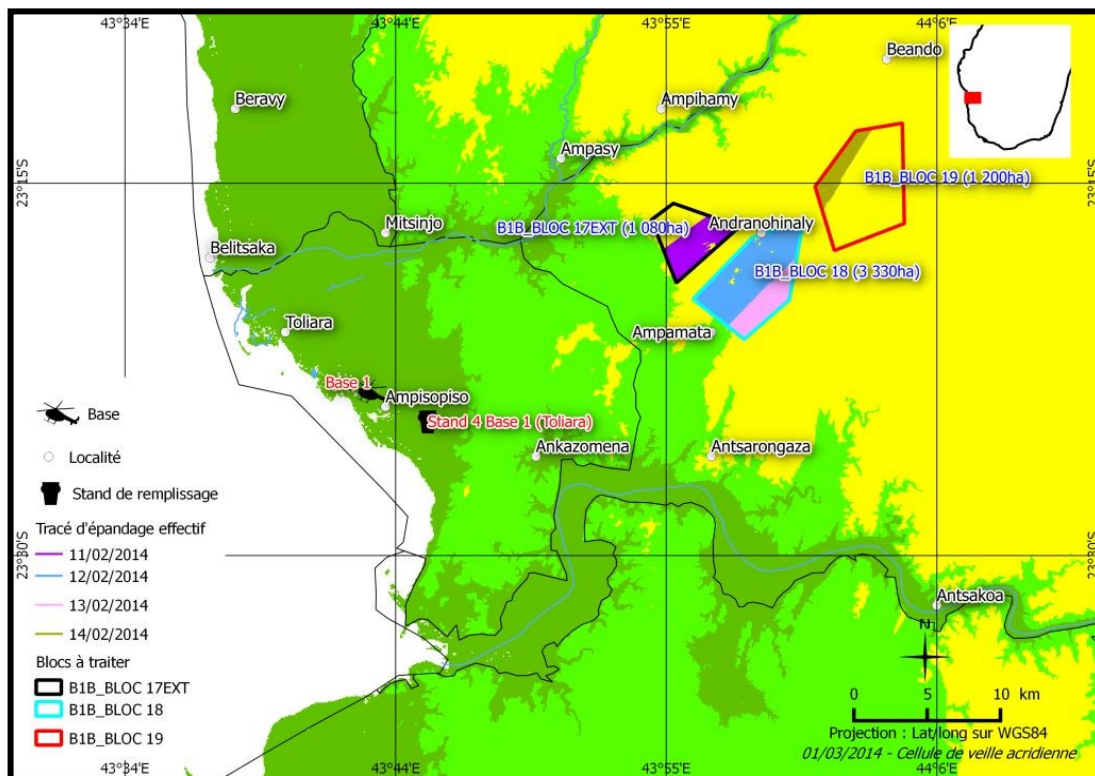 43°34'E 43°44'E 43°55'E 44°6'E
Beando
Beravy
Ampihamy
Ampasy
23°15'S
23°15'S
B1B_BLOC 19 (1 200ha)
Mitsinjo
B1B_BLOC 17EXT (1 080ha)
Andranohinaly
Belitsaka
B1B_BLOC 18 (3 330ha)
Toliara
Ampamata
Base 1
Ampisopiso
Stand 4 Base 1 (Toliara)
Ankazomena
Antsarongaza
Base
Localité
Stand de remplissage
Tracé d'épandage effectif
11/02/2014
12/02/2014
13/02/2014
14/02/2014
Blocs à traiter
B1B_BLOC 17EXT
B1B_BLOC 18
B1B_BLOC 19
23°30'S
23°30'S
Antsakoa
N
0 5 10 km
Projection : Lat/long sur WGS84
01/03/2014 - Cellule de veille acridienne
43°34'E 43°44'E 43°55'E 44°6'E